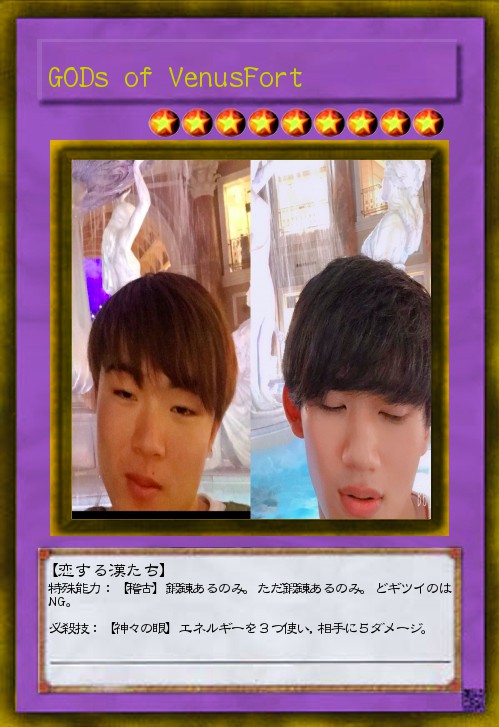 GODs of VenusFort
【恋する漢たち】
特殊能力：【稽古】鍛錬あるのみ。ただ鍛錬あるのみ。どギツイのは
NG。
必殺技：【神々の眼】エネルギーを３つ使い、相手に５ダメージ。